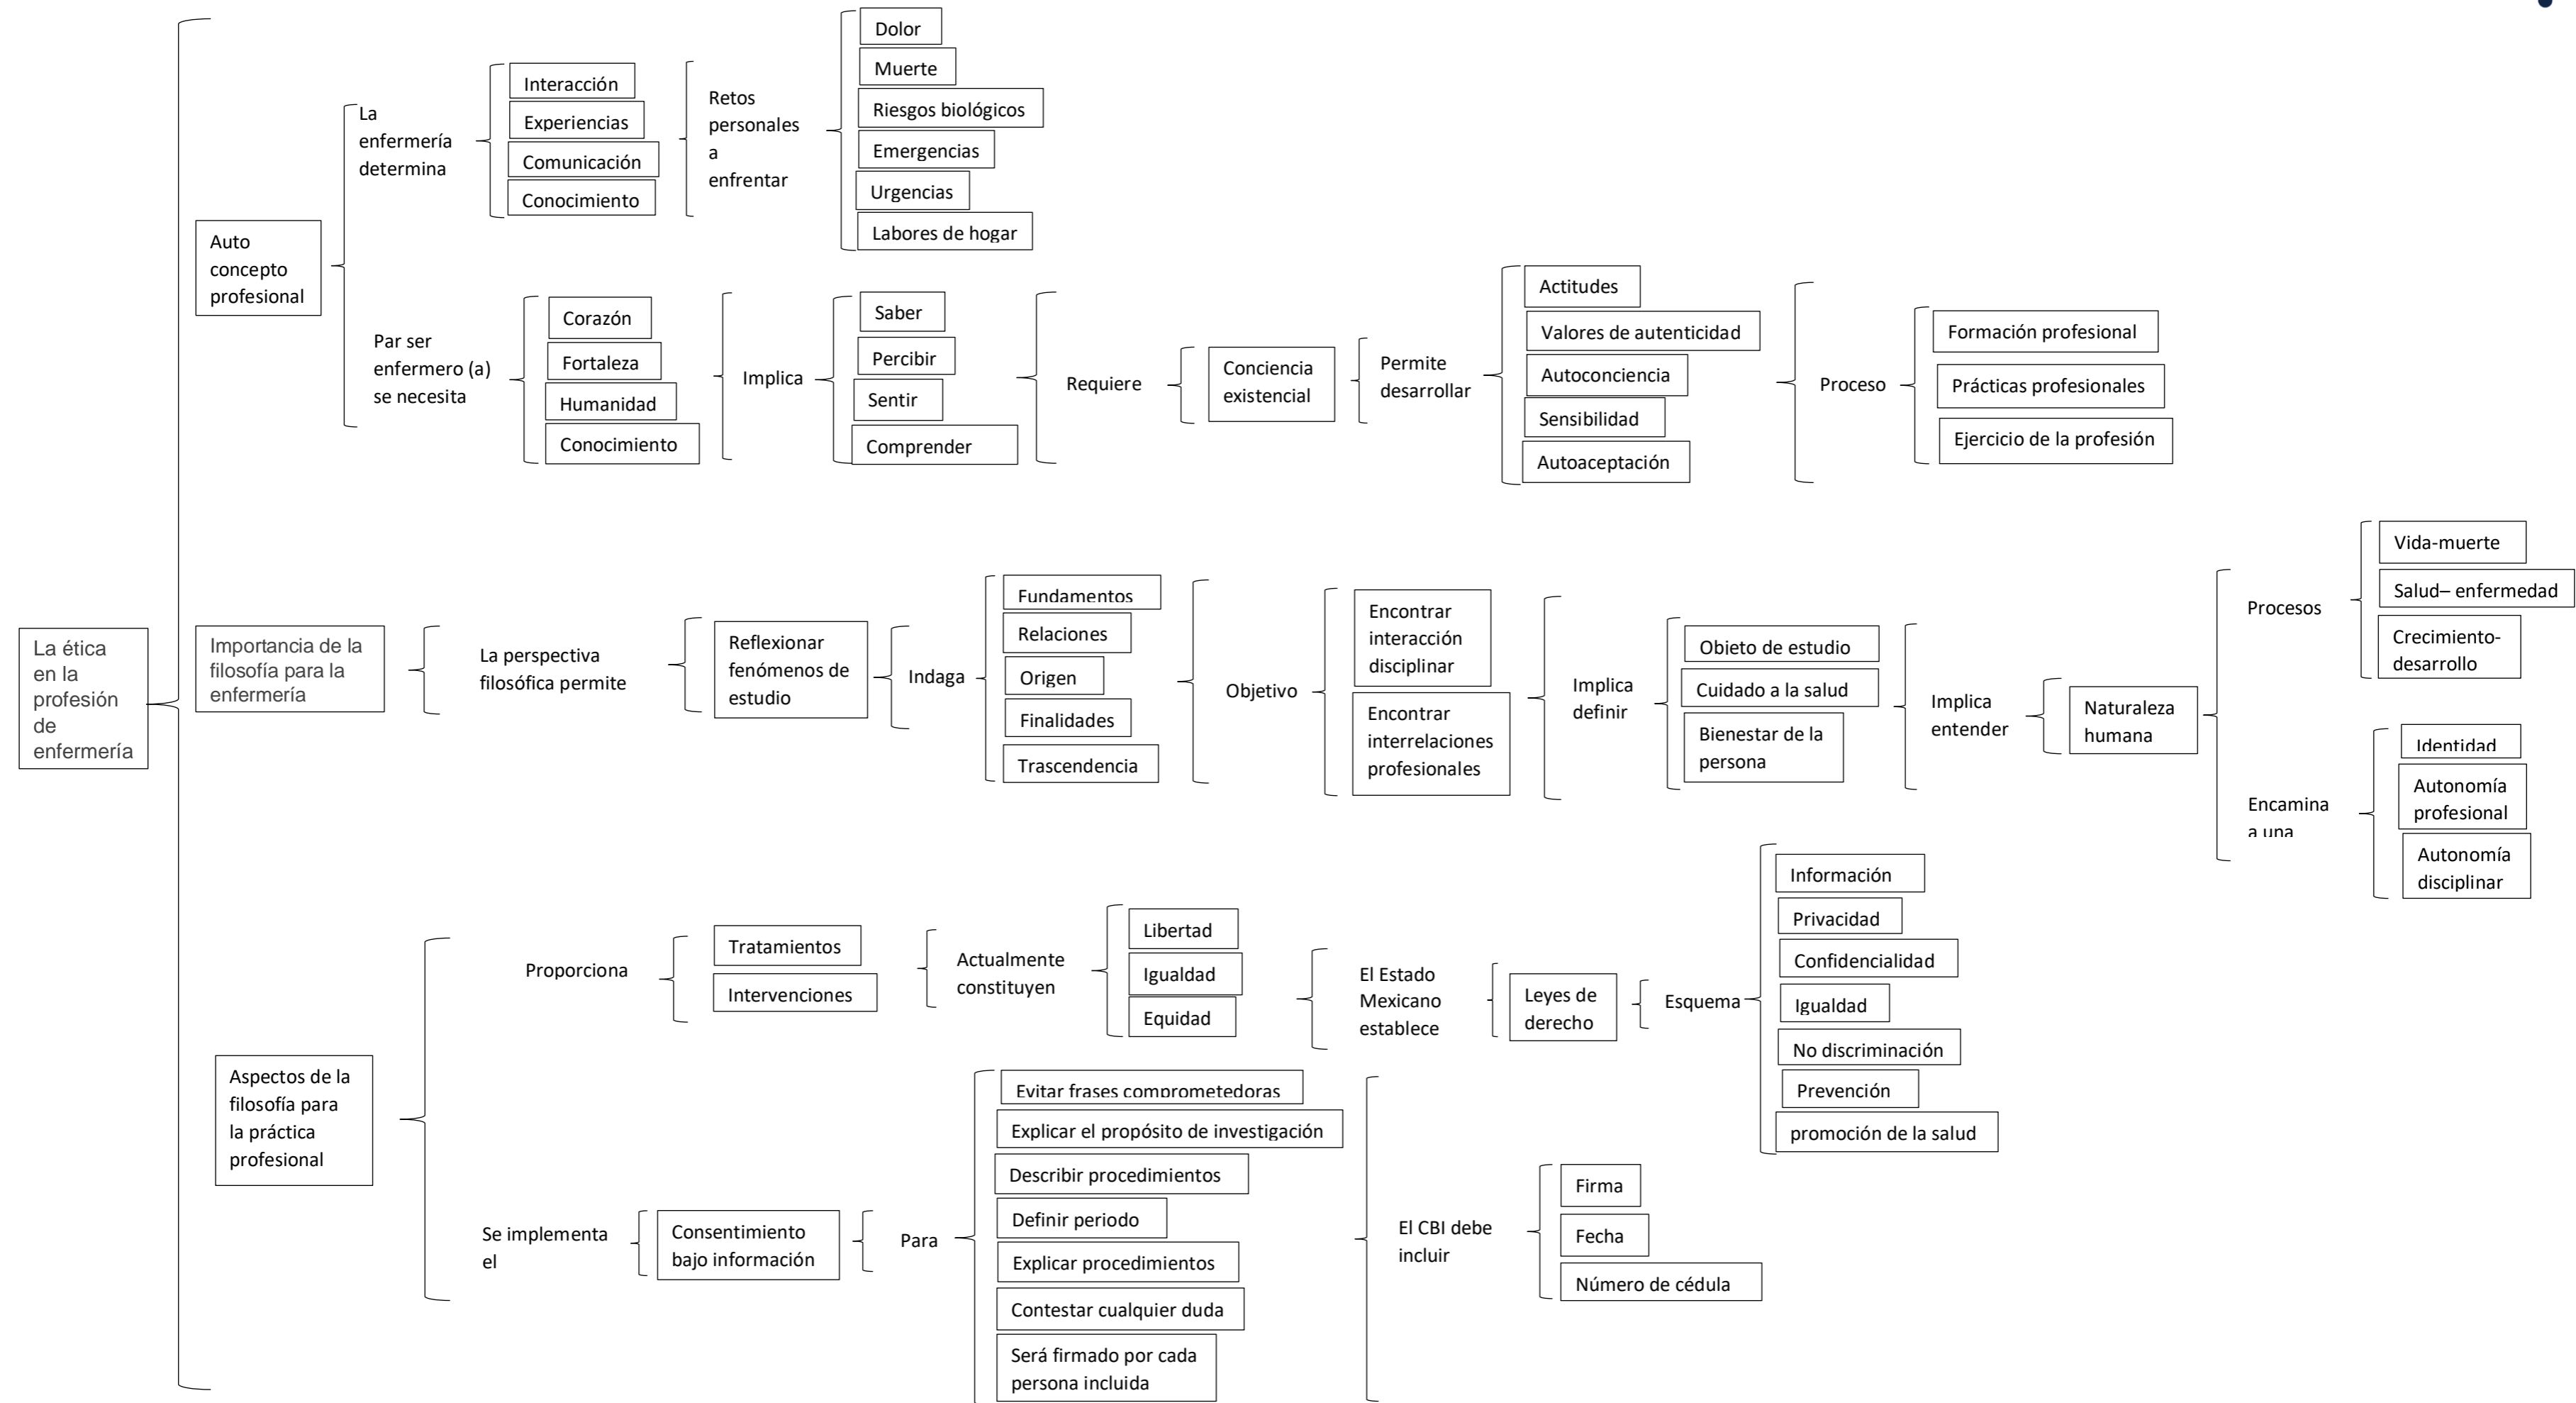 La ética
en la
profesión
de
enfermería
Auto
concepto
profesional
La
enfermería
determina
Interacción
Experiencias
Comunicación
Conocimiento
Retos
personales
a
enfrentar
Dolor
Muerte
Riesgos biológicos
Emergencias
Urgencias
Labores de hogar
Par ser
enfermero (a)
se necesita
Corazón
Fortaleza
Humanidad
Conocimiento
Implica
Saber
Percibir
Sentir
Comprender
Requiere
Conciencia
existencial
Permite
desarrollar
Actitudes
Valores de autenticidad
Autoconciencia
Sensibilidad
Autoaceptación
Proceso
Formación profesional
Prácticas profesionales
Ejercicio de la profesión
Importancia de la
filosofía para la
enfermería
La perspectiva
filosófica permite
Reflexionar
fenómenos de
estudio
Indaga
Fundamentos
Relaciones
Origen
Finalidades
Trascendencia
Objetivo
Encontrar
interacción
disciplinar
Encontrar
interrelaciones
profesionales
Implica
definir
Objeto de estudio
Cuidado a la salud
Bienestar de la
persona
Implica
entender
Naturaleza
humana
Procesos
Vida-muerte
Salud– enfermedad
Crecimiento-
desarrollo
Encamina
a una
Identidad
Autonomía
profesional
Autonomía
disciplinar
Aspectos de la
filosofía para
la práctica
profesional
Proporciona
Tratamientos
Intervenciones
Actualmente
constituyen
Libertad
Igualdad
Equidad
El Estado
Mexicano
establece
Leyes de
derecho
Esquema
Información
Privacidad
Confidencialidad
Igualdad
No discriminación
Prevención
promoción de la salud
Se implementa
el
Consentimiento
bajo información
Para
Evitar frases comprometedoras
Explicar el propósito de investigación
Describir procedimientos
Definir periodo
Explicar procedimientos
Contestar cualquier duda
Será firmado por cada
persona incluida
El CBI debe
incluir
Firma
Fecha
Número de cédula